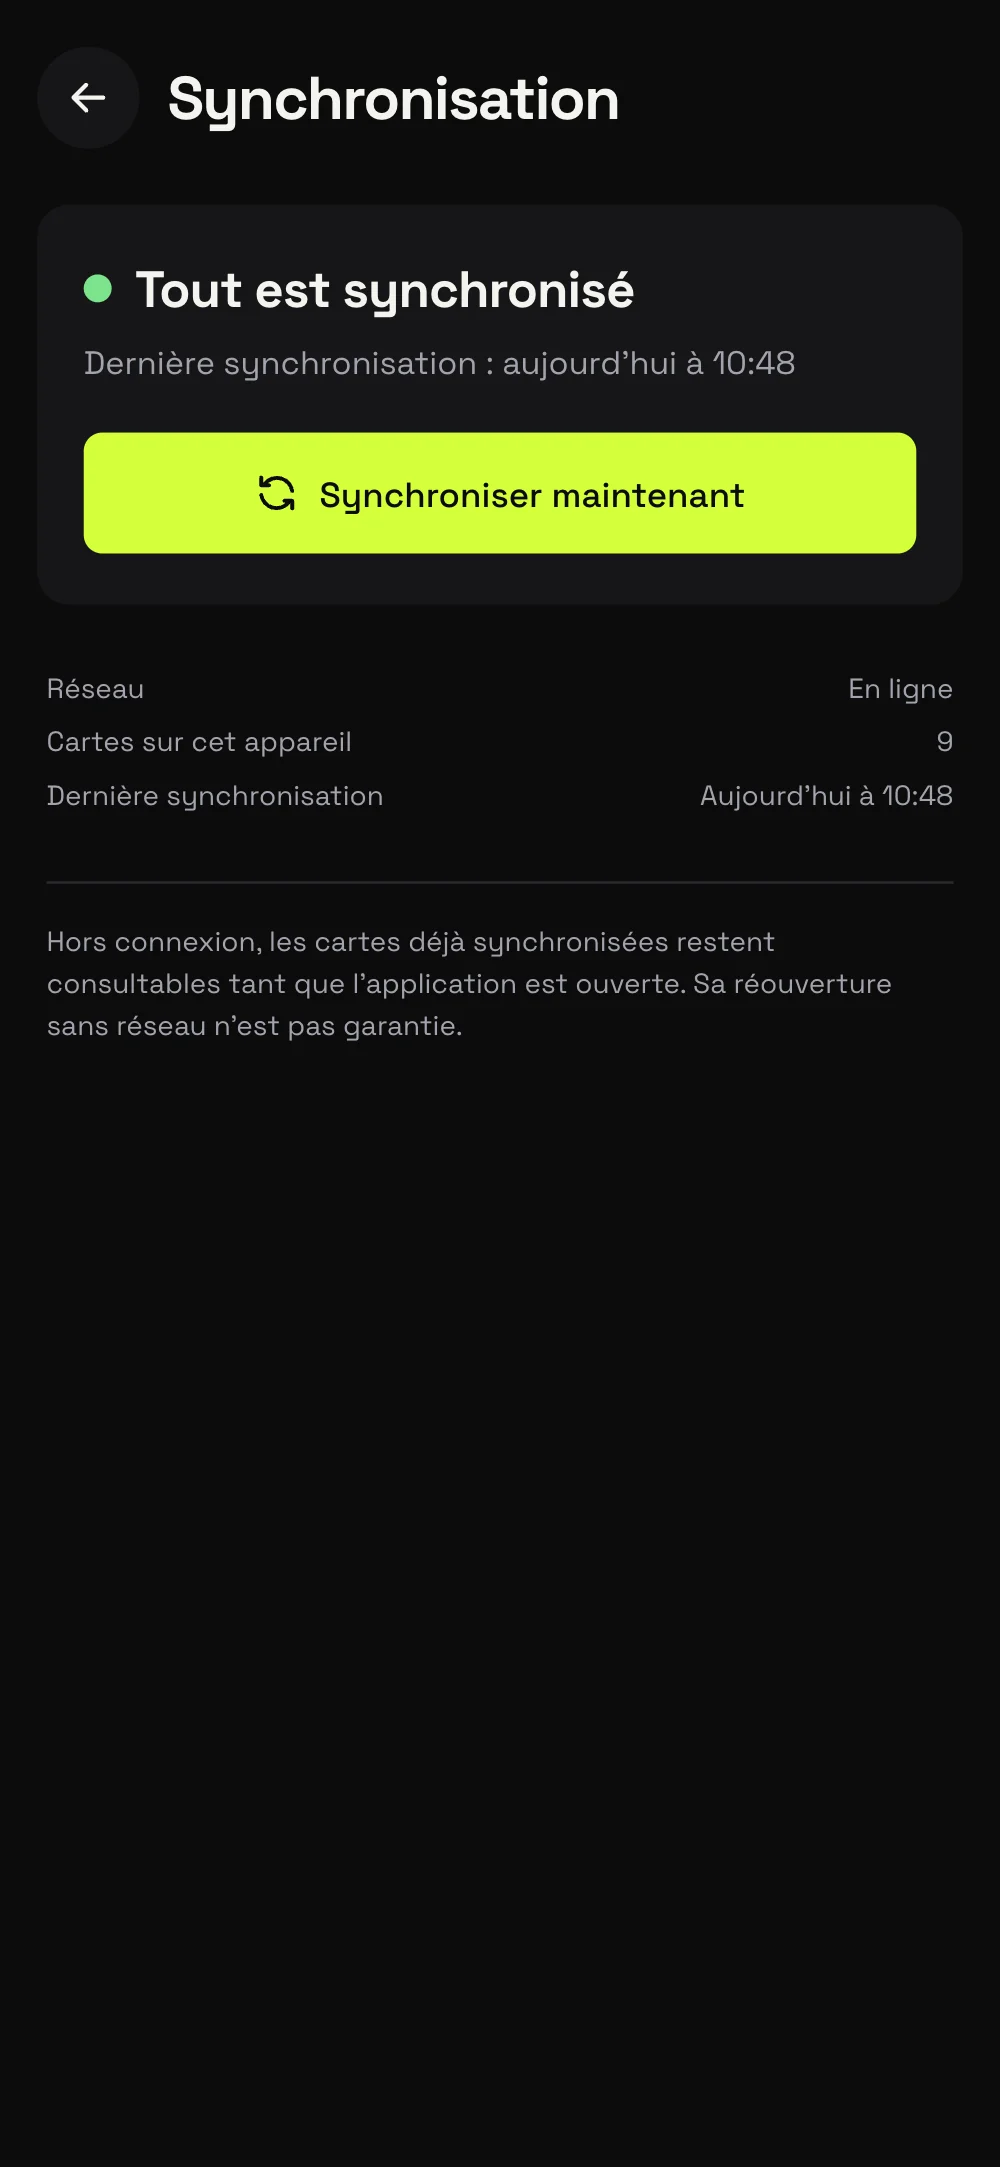 Synchronisation
Tout est synchronisé
Dernière synchronisation : aujourd’hui à 10:48
Synchroniser maintenant
Réseau En ligne
Cartes sur cet appareil 9
Dernière synchronisation Aujourd’hui à 10:48
Hors connexion, les cartes déjà synchronisées restent
consultables tant que l’application est ouverte. Sa réouverture
sans réseau n’est pas garantie.